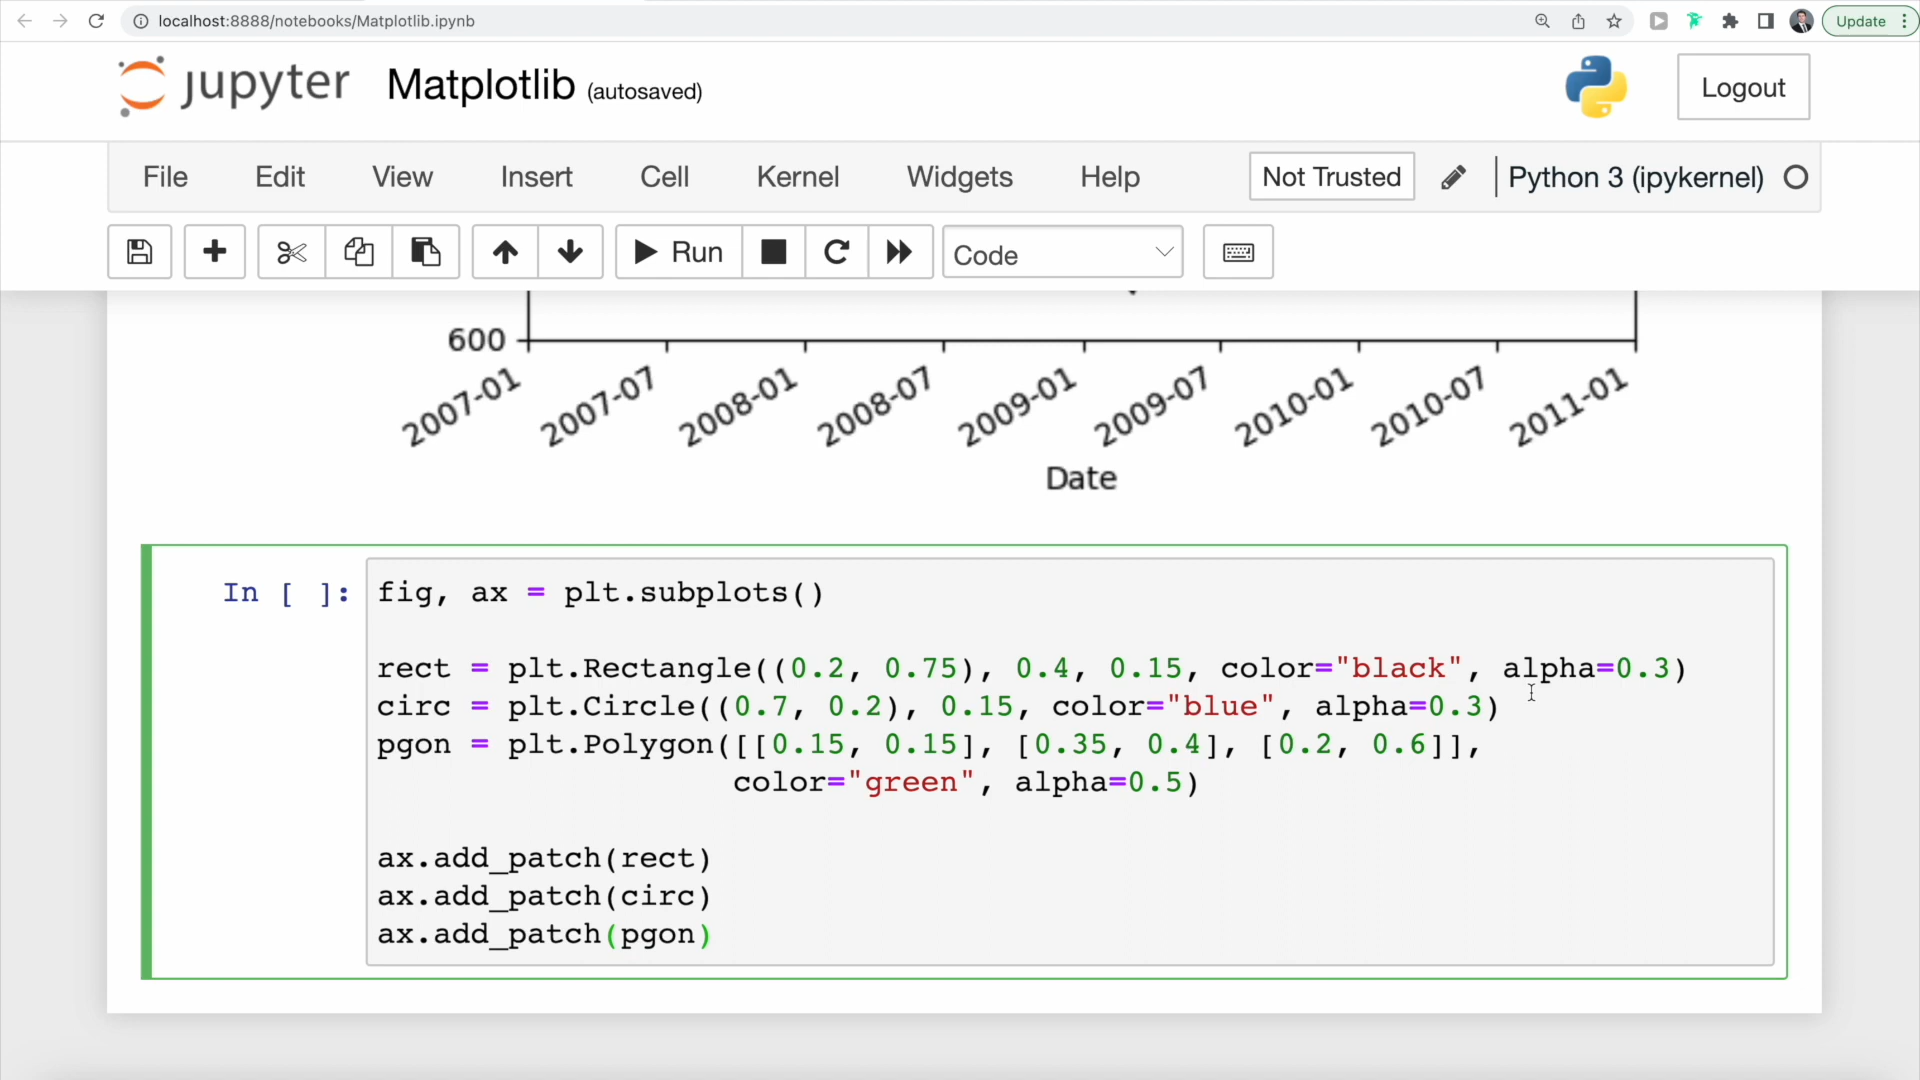 localhost:8888/notebooks/Matplotlib.ipynb
Update
jupyter Matplotlib (autosaved)
Logout
File Edit View Insert Cell Kernel Widgets Help Not Trusted Python 3 (ipykernel)
Run Code
600
2007-01 2007-07 2008-01 2008-07 2009-01 2009-07 2010-01 2010-07 2011-01
Date
In [ ]: fig, ax = plt.subplots()
rect = plt.Rectangle((0.2, 0.75), 0.4, 0.15, color="black", alpha=0.3)
circ = plt.Circle((0.7, 0.2), 0.15, color="blue", alpha=0.3)
pgon = plt.Polygon([[0.15, 0.15], [0.35, 0.4], [0.2, 0.6]],
color="green", alpha=0.5)
ax.add_patch(rect)
ax.add_patch(circ)
ax.add_patch(pgon)